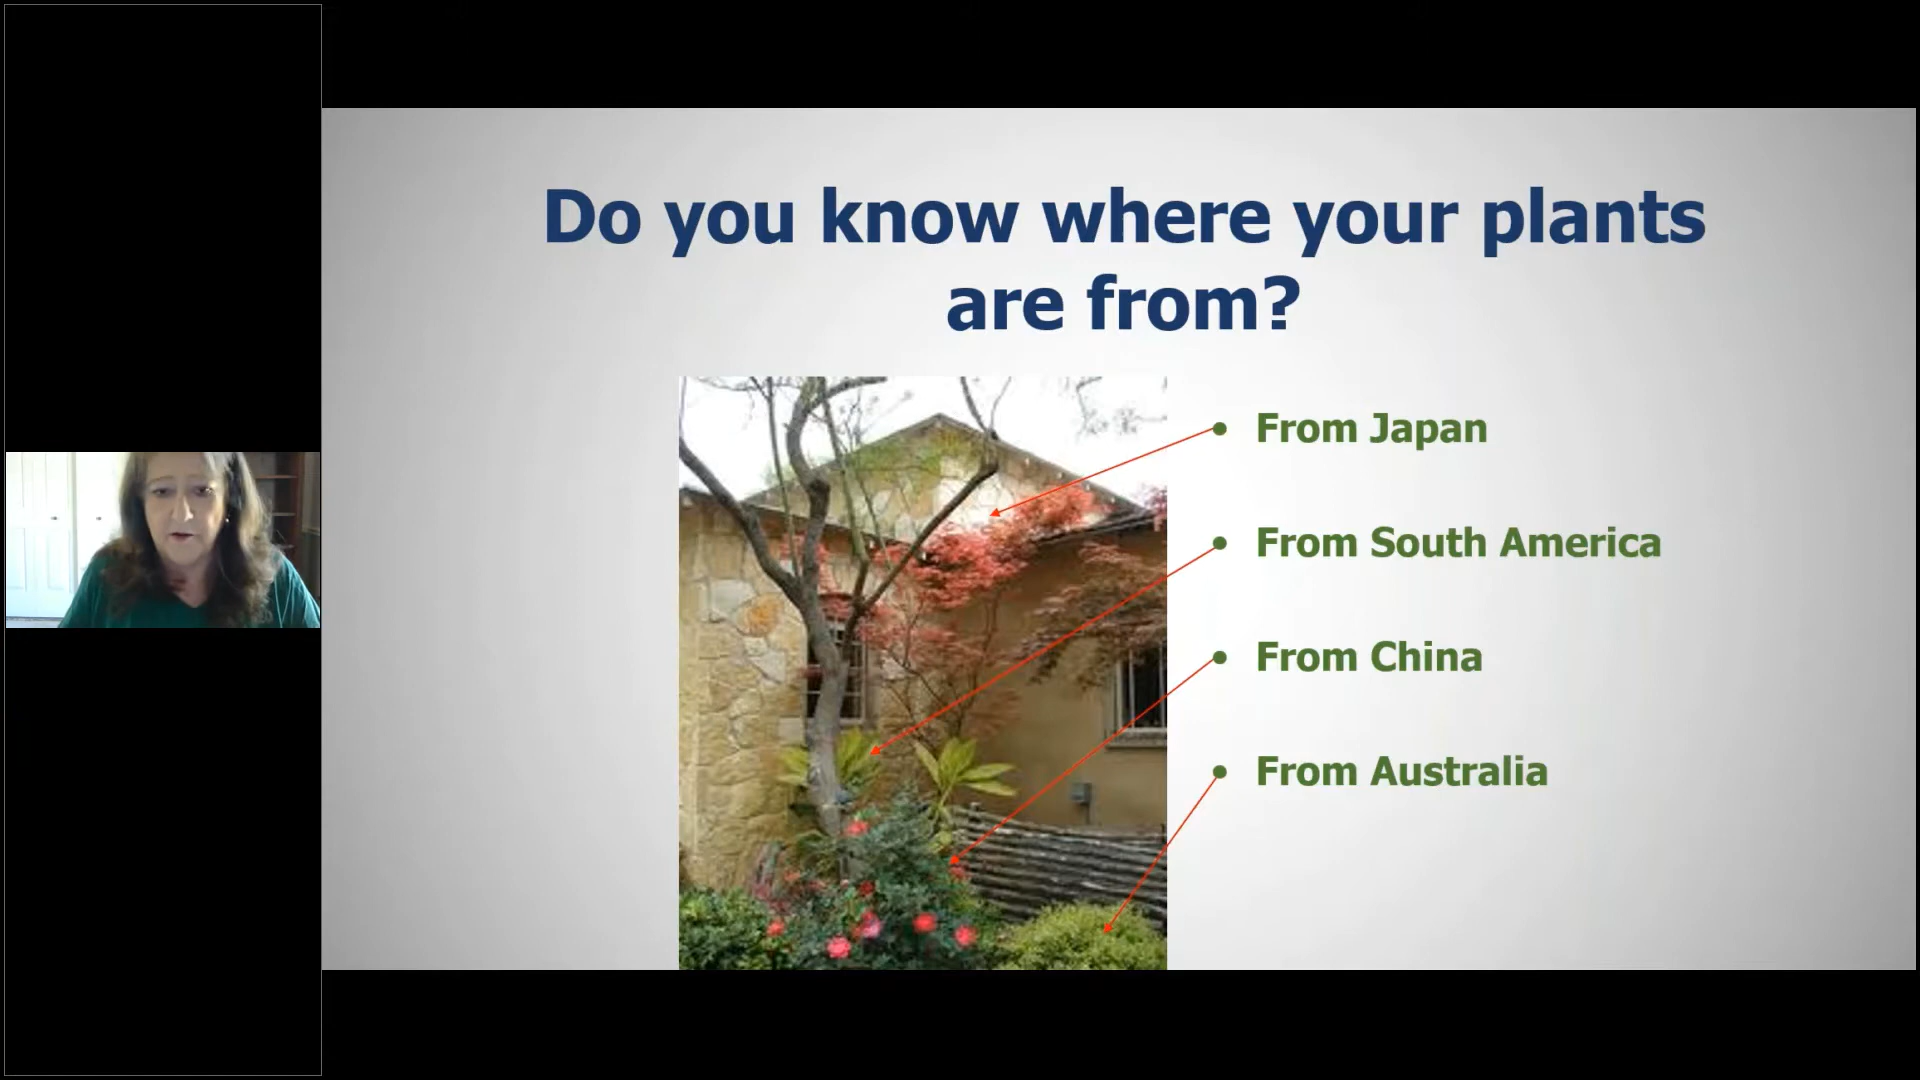 Do you know where your plants
are from?
• From Japan
• From South America
• From China
• From Australia